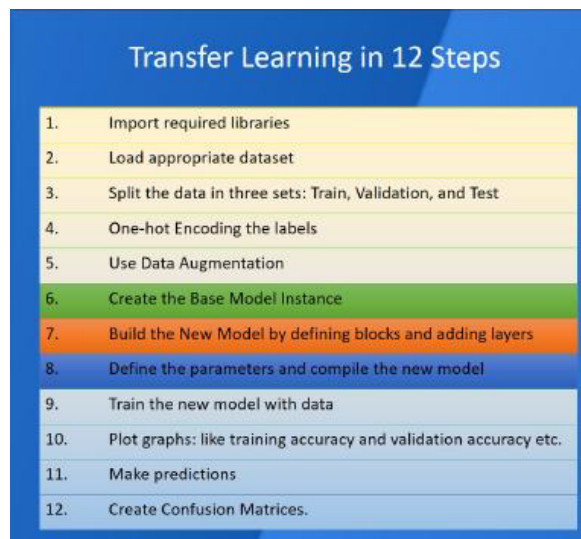 Transfer Learning in 12 Steps
1. Import required libraries
2. Load appropriate dataset
3. Split the data in three sets: Train, Validation, and Test
4. One-hot Encoding the labels
5. Use Data Augmentation
6. Create the Base Model Instance
7. Build the New Model by defining blocks and adding layers
8. Define the parameters and compile the new model
9. Train the new model with data
10. Plot graphs: like training accuracy and validation accuracy etc.
11. Make predictions
12. Create Confusion Matrices.